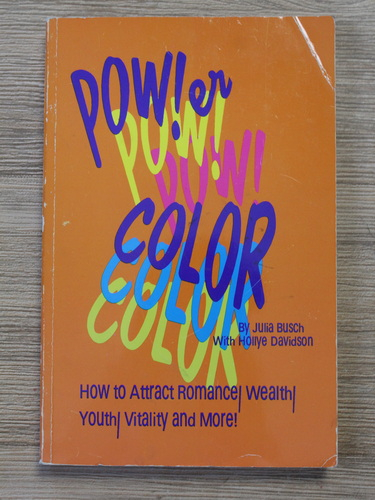 POW!er
POW!
POW!
COLOR
COLOR
COLOR
By Julia Busch
With Hollye Davidson
How to Attract Romance, Wealth,
Youth, Vitality and More!